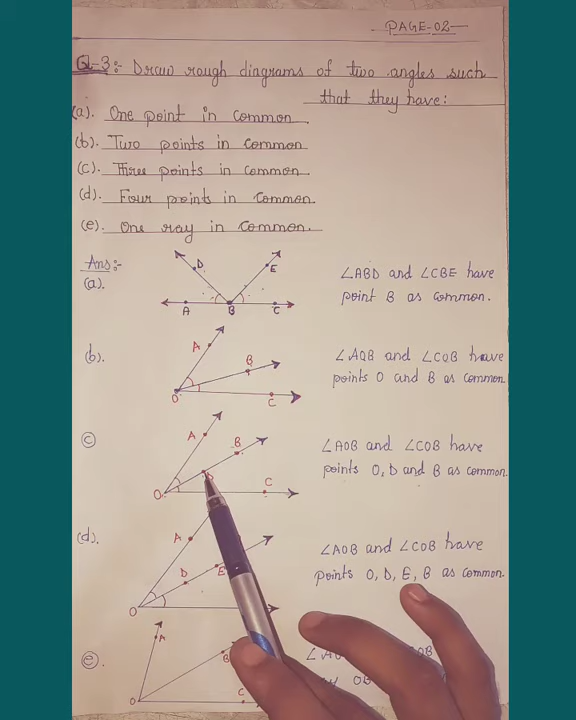 PAGE-02
Q-3:- Draw rough diagrams of two angles such
that they have:
(a). One point in common
(b). Two points in common
(c). Three points in common.
(d). Four points in common.
(e). One ray in common.
Ans:-
(a).
D
E
A
B
C
∠ABD and ∠CBE have
point B as common.
(b).
A
B
O
C
∠AOB and ∠COB have
points O and B as common
(c)
A
B
D
O
C
∠AOB and ∠COB have
points O, D and B as common.
(d).
A
D
E
O
∠AOB and ∠COB have
points O, D, E, B as common.
(e).
A
B
O
C
OB